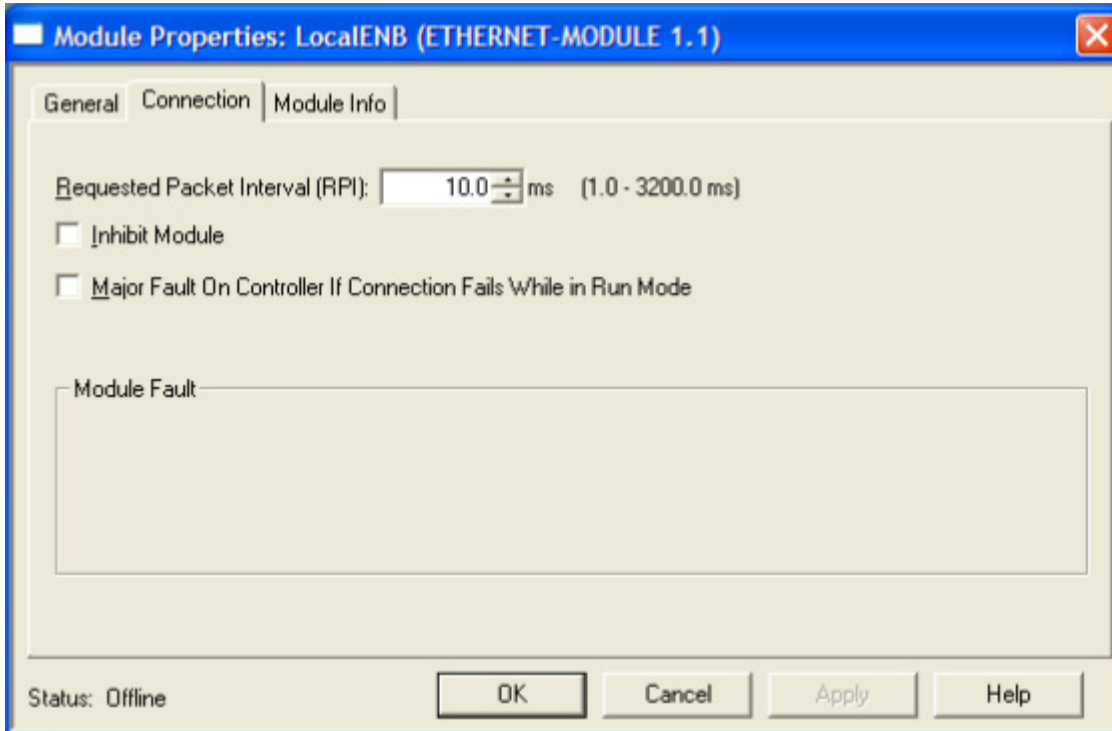 Module Properties: LocalENB (ETHERNET-MODULE 1.1)
General Connection Module Info
Requested Packet Interval (RPI): 10.0 ms (1.0 - 3200.0 ms)
Inhibit Module
Major Fault On Controller If Connection Fails While in Run Mode
Module Fault
Status: Offline OK Cancel Apply Help